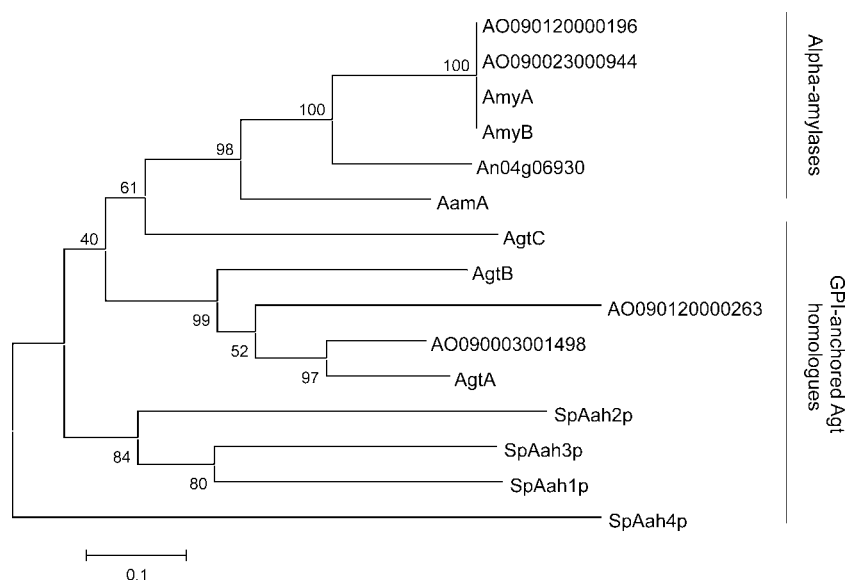 AO090120000196
AO090023000944
100
AmyA
100
AmyB
98
An04g06930
61
AamA
40
AgtC
AgtB
99
AO090120000263
52
AO090003001498
97
AgtA
SpAah2p
84
SpAah3p
80
SpAah1p
SpAah4p
0.1
Alpha-amylases
GPI-anchored Agt
homologues